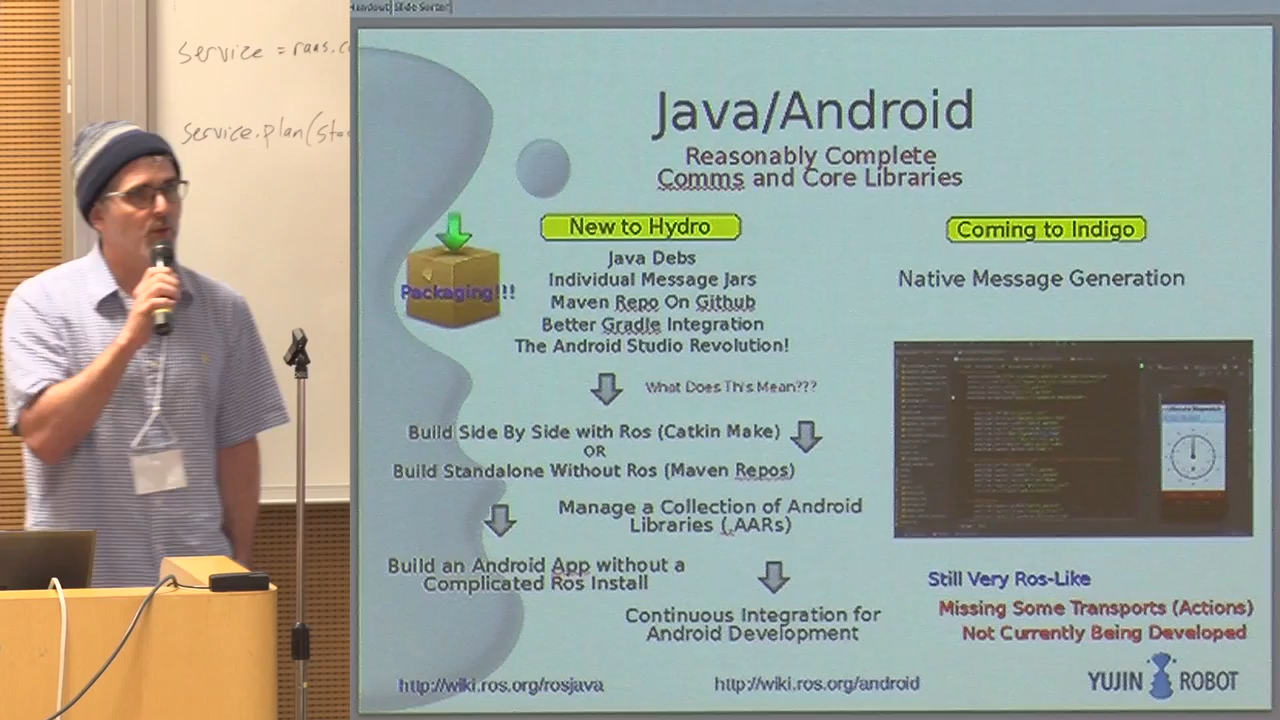 Handout Slide Sorter
service = raas.c
service.plan(sta
Java/Android
Reasonably Complete
Comms and Core Libraries
New to Hydro
Coming to Indigo
Packaging!!!
Java Debs
Individual Message Jars
Maven Repo On Github
Better Gradle Integration
The Android Studio Revolution!
Native Message Generation
What Does This Mean???
Build Side By Side with Ros (Catkin Make)
OR
Build Standalone Without Ros (Maven Repos)
Manage a Collection of Android
Libraries (.AARs)
Build an Android App without a
Complicated Ros Install
Continuous Integration for
Android Development
Still Very Ros-Like
Missing Some Transports (Actions)
Not Currently Being Developed
http://wiki.ros.org/rosjava
http://wiki.ros.org/android
YUJIN ROBOT